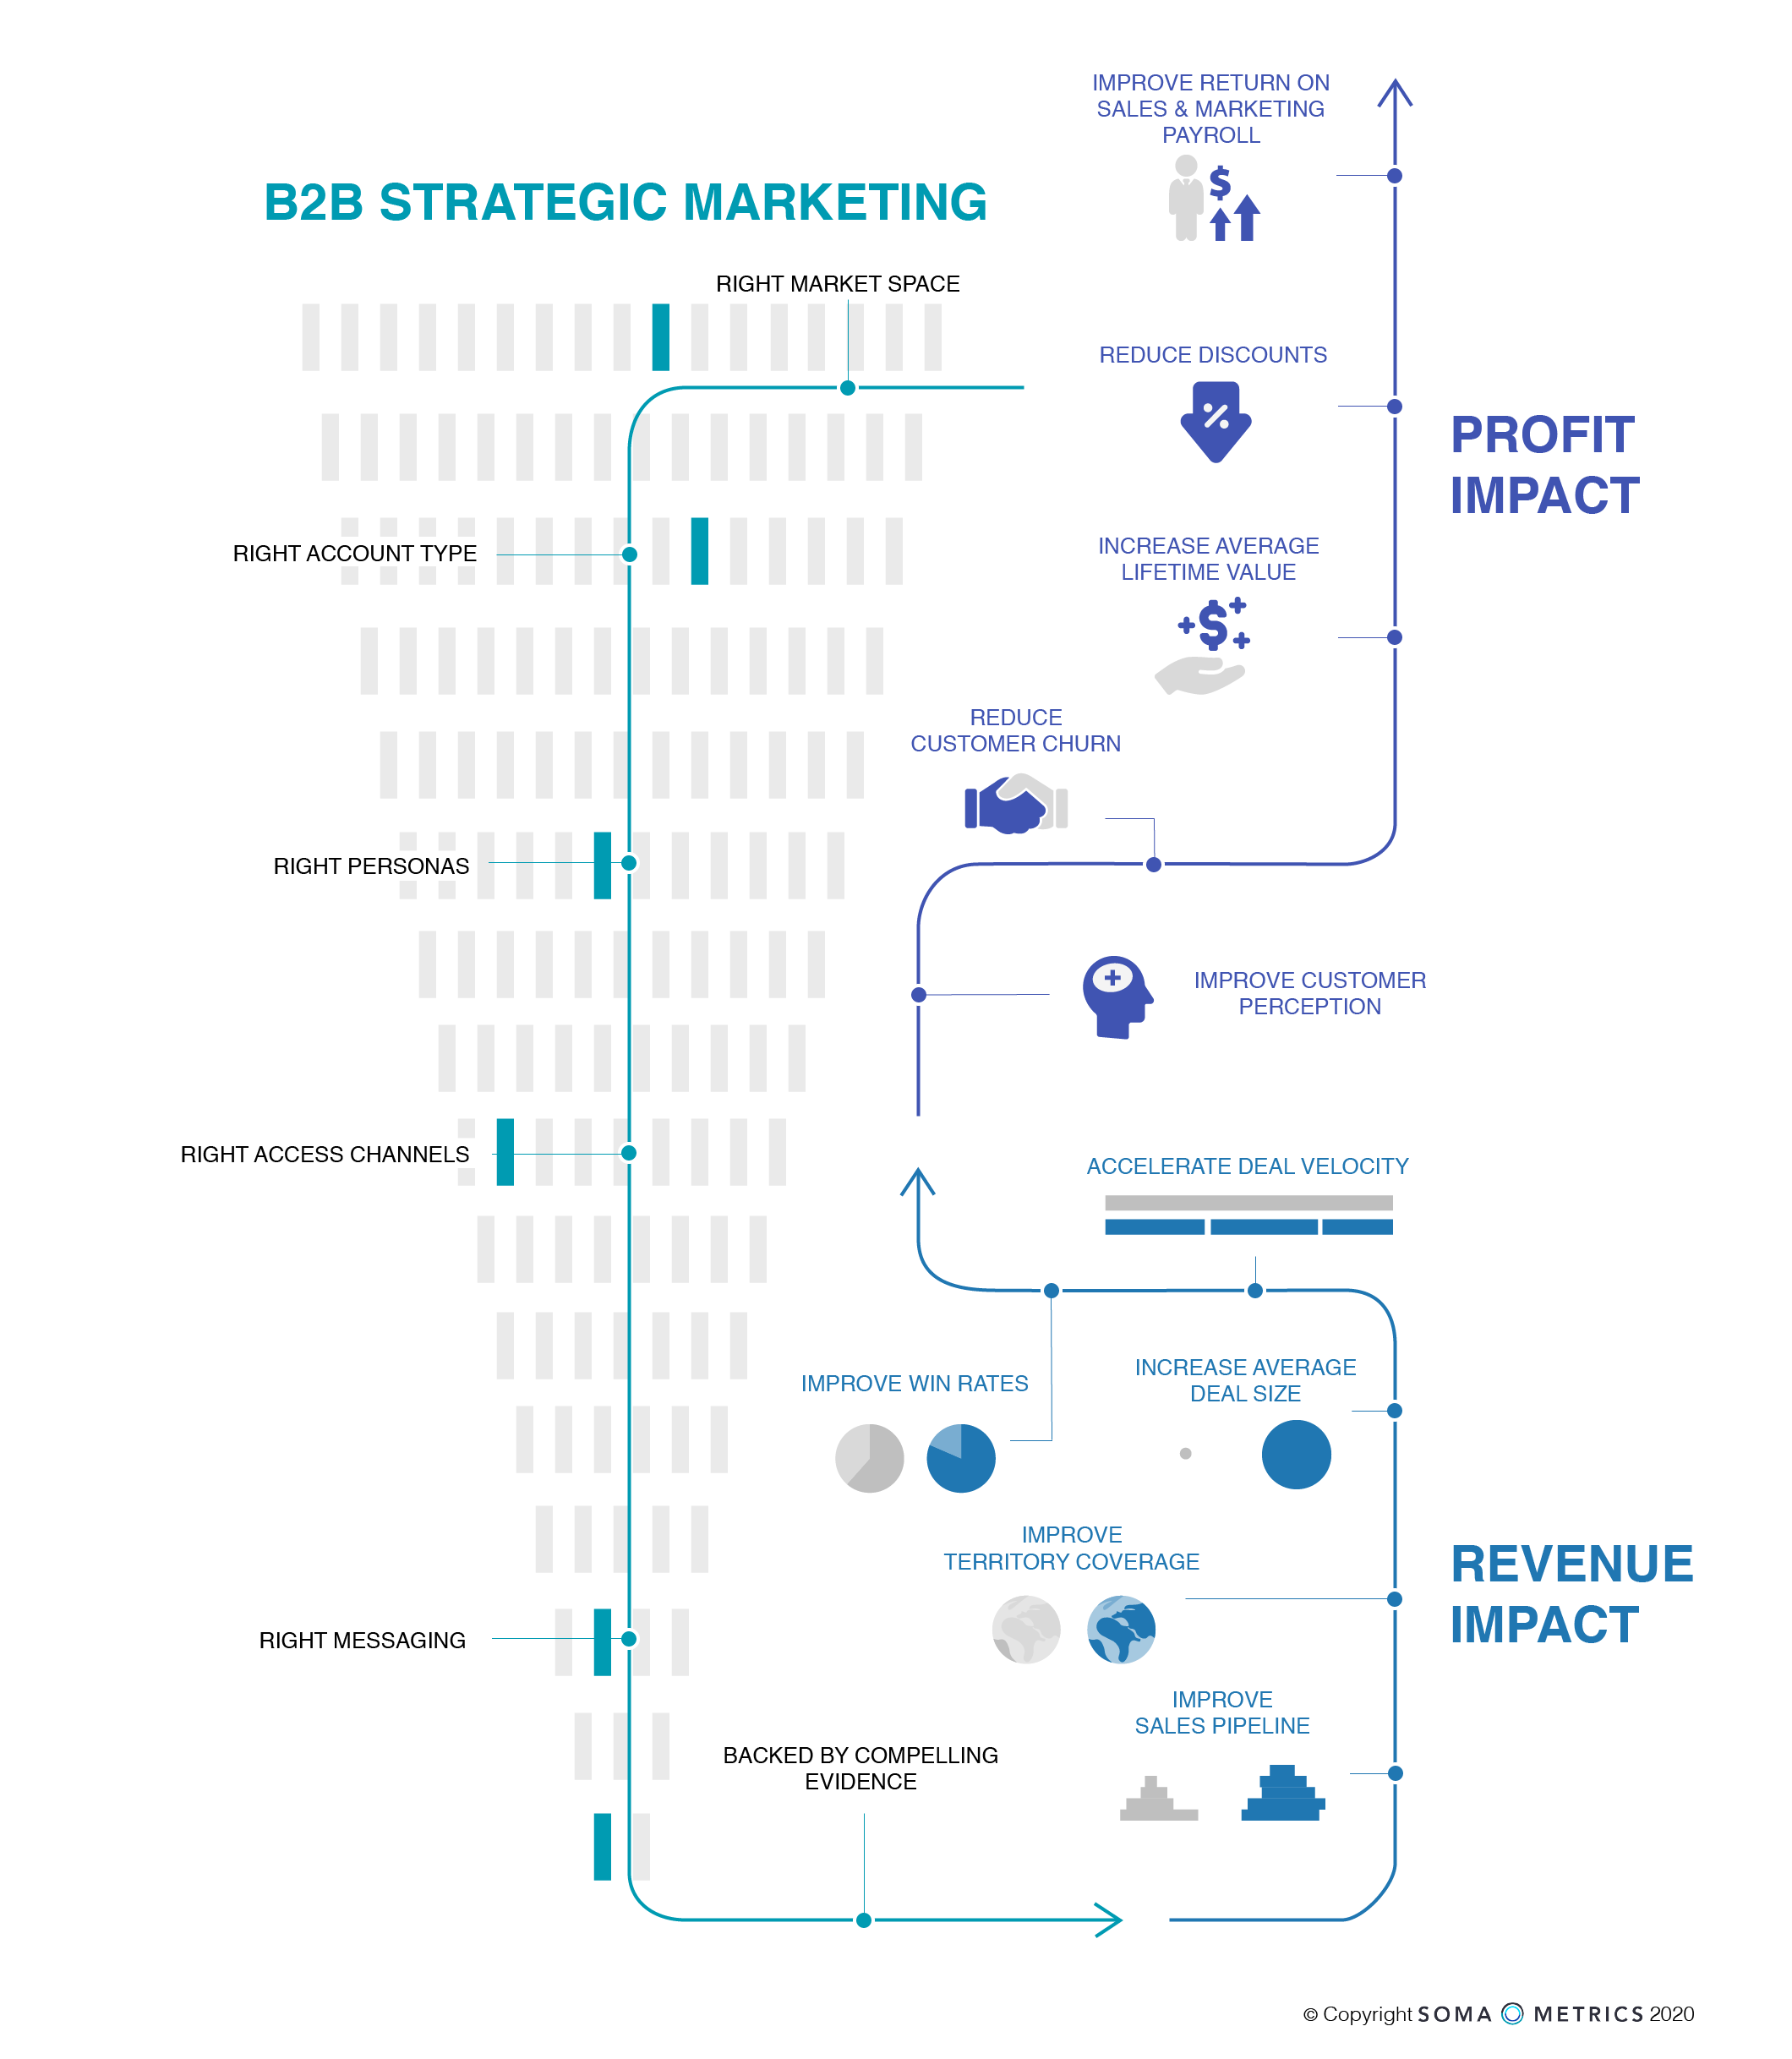 B2B STRATEGIC MARKETING
RIGHT MARKET SPACE
RIGHT ACCOUNT TYPE
RIGHT PERSONAS
RIGHT ACCESS CHANNELS
RIGHT MESSAGING
BACKED BY COMPELLING
EVIDENCE
IMPROVE RETURN ON
SALES & MARKETING
PAYROLL
$
REDUCE DISCOUNTS
%
PROFIT
IMPACT
INCREASE AVERAGE
LIFETIME VALUE
$
REDUCE
CUSTOMER CHURN
IMPROVE CUSTOMER
PERCEPTION
ACCELERATE DEAL VELOCITY
IMPROVE WIN RATES
INCREASE AVERAGE
DEAL SIZE
IMPROVE
TERRITORY COVERAGE
REVENUE
IMPACT
IMPROVE
SALES PIPELINE
© Copyright SOMA METRICS 2020